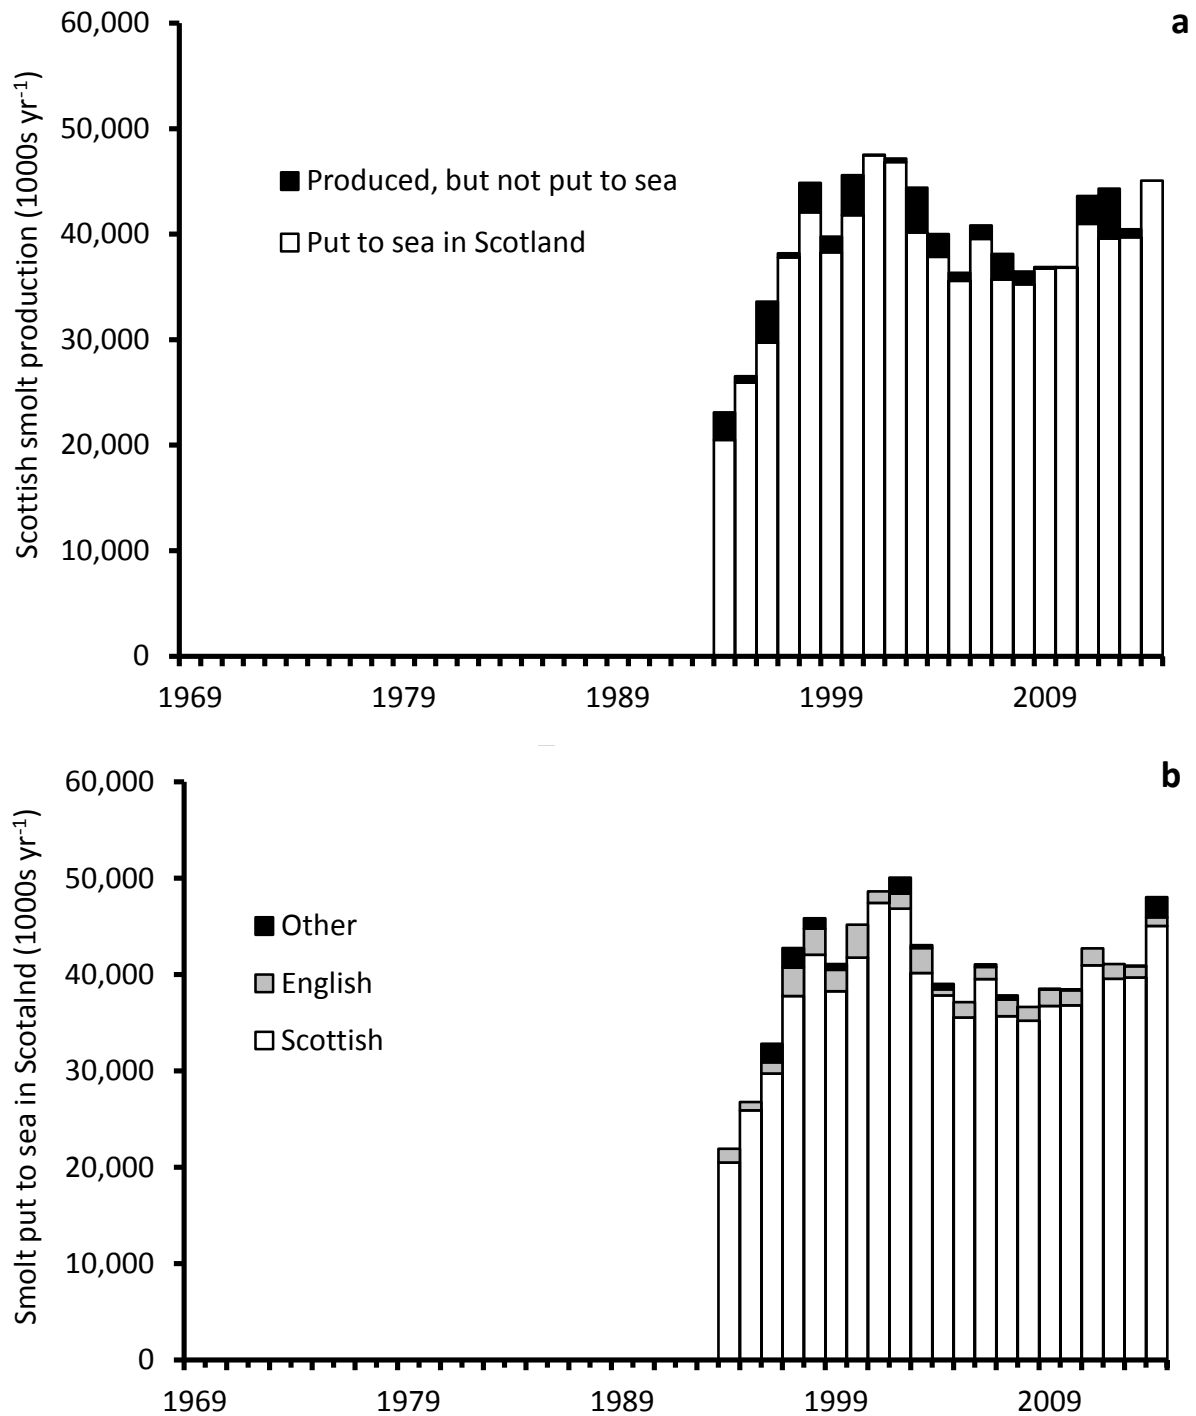 a
60,000
50,000
40,000
30,000
20,000
10,000
0
Scottish smolt production (1000s yr-1)
Produced, but not put to sea
Put to sea in Scotland
1969 1979 1989 1999 2009
b
60,000
50,000
40,000
30,000
20,000
10,000
0
Smolt put to sea in Scotalnd (1000s yr-1)
Other
English
Scottish
1969 1979 1989 1999 2009